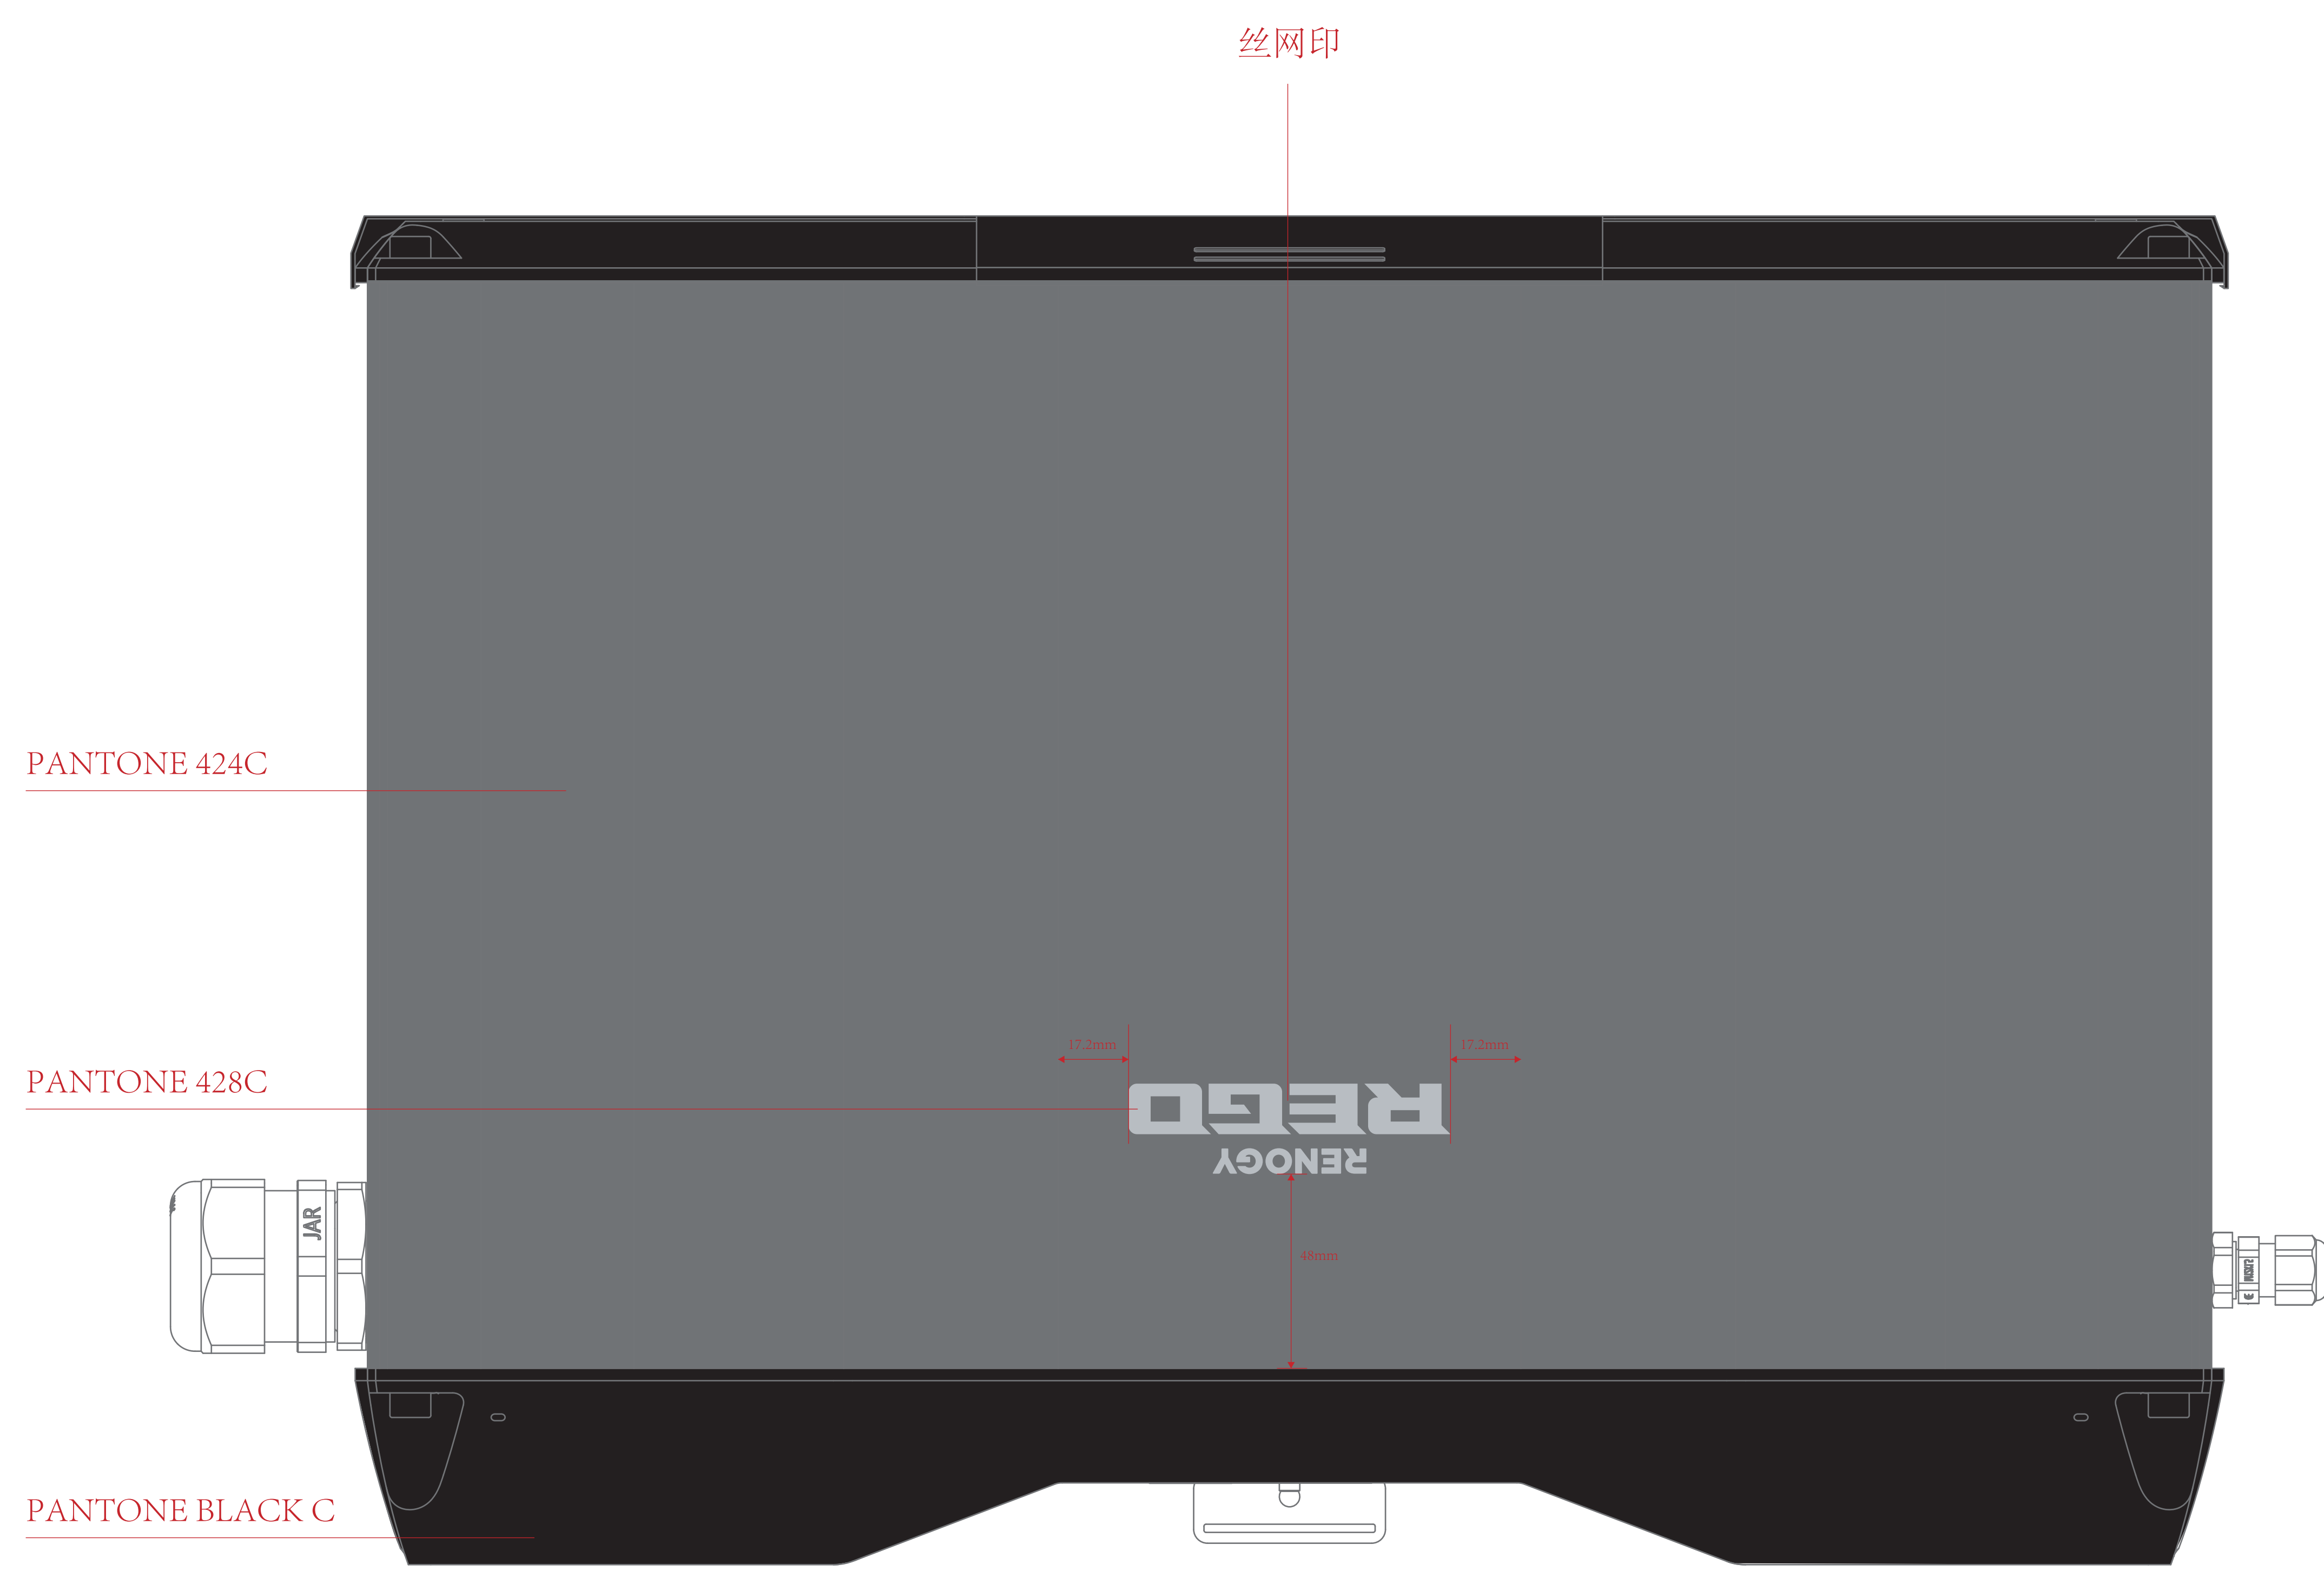 丝网印
PANTONE 424C
17.2mm
17.2mm
PANTONE 428C
REGO
RENOGY
JAR
48mm
PANTONE BLACK C